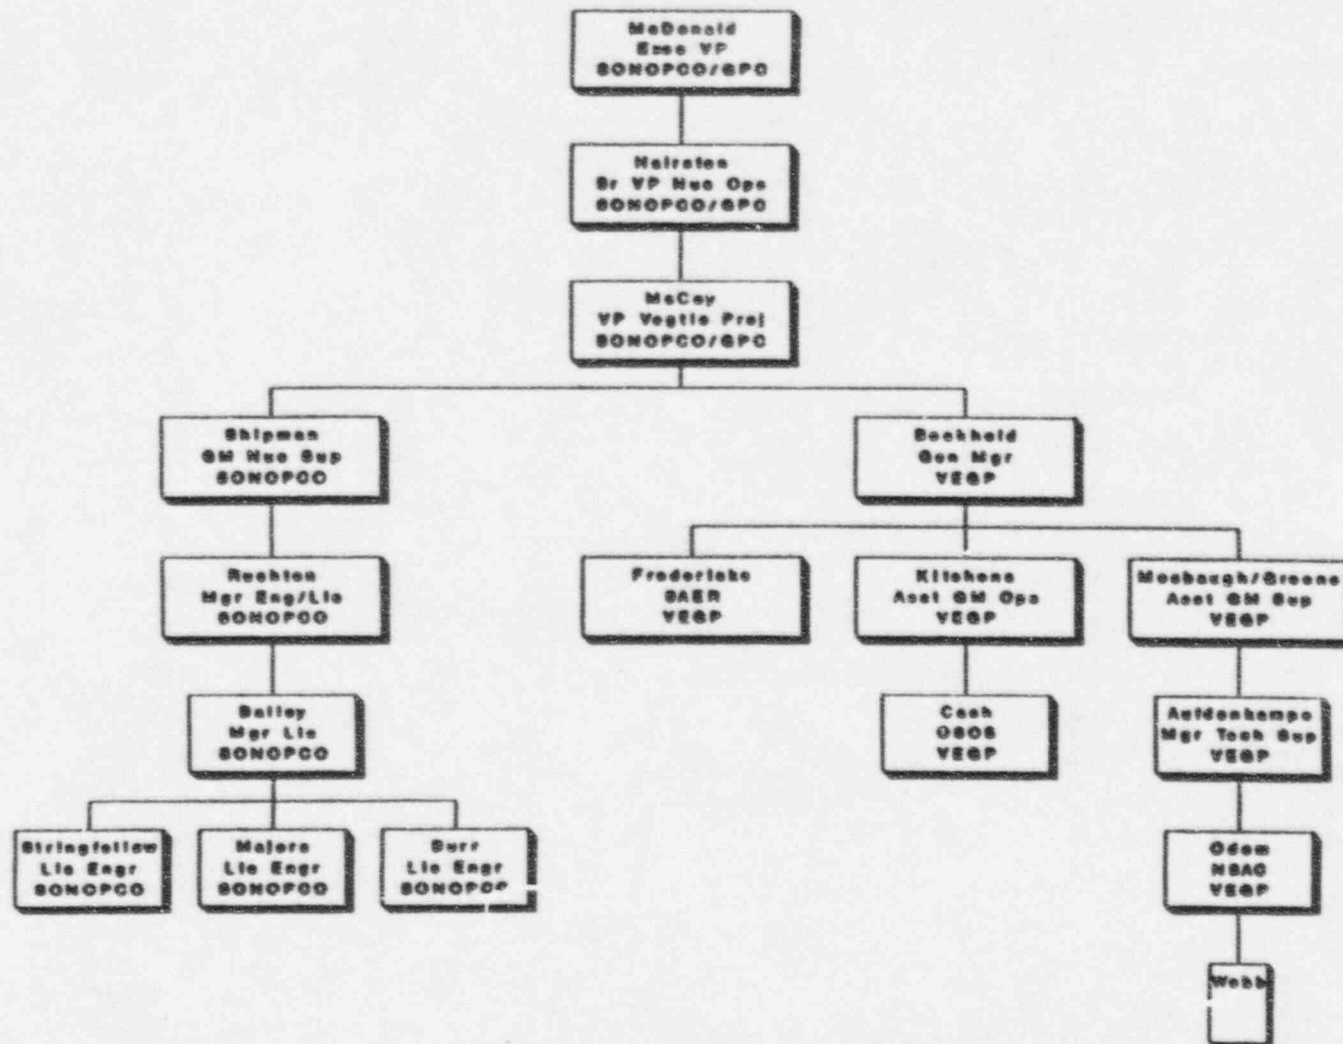 McDonald
Exec VP
SONOPCO/GPC
Hairston
Sr VP Nuc Ops
SONOPCO/GPC
McCoy
VP Vogtle Proj
SONOPCO/GPC
Shipman
GM Nuc Sup
SONOPCO
Bockhold
Gen Mgr
VEGP
Rushton
Mgr Eng/Lic
SONOPCO
Fredericks
SAER
VEGP
Kitchens
Asst GM Ops
VEGP
Mosbaugh/Greene
Asst GM Sup
VEGP
Bailey
Mgr Lic
SONOPCO
Cash
OSOS
VEGP
Aufdenkampe
Mgr Tech Sup
VEGP
Stringfellow
Lic Engr
SONOPCO
Majors
Lic Engr
SONOPCO
Burr
Lic Engr
SONOPCO
Odom
NSAC
VEGP
Webb